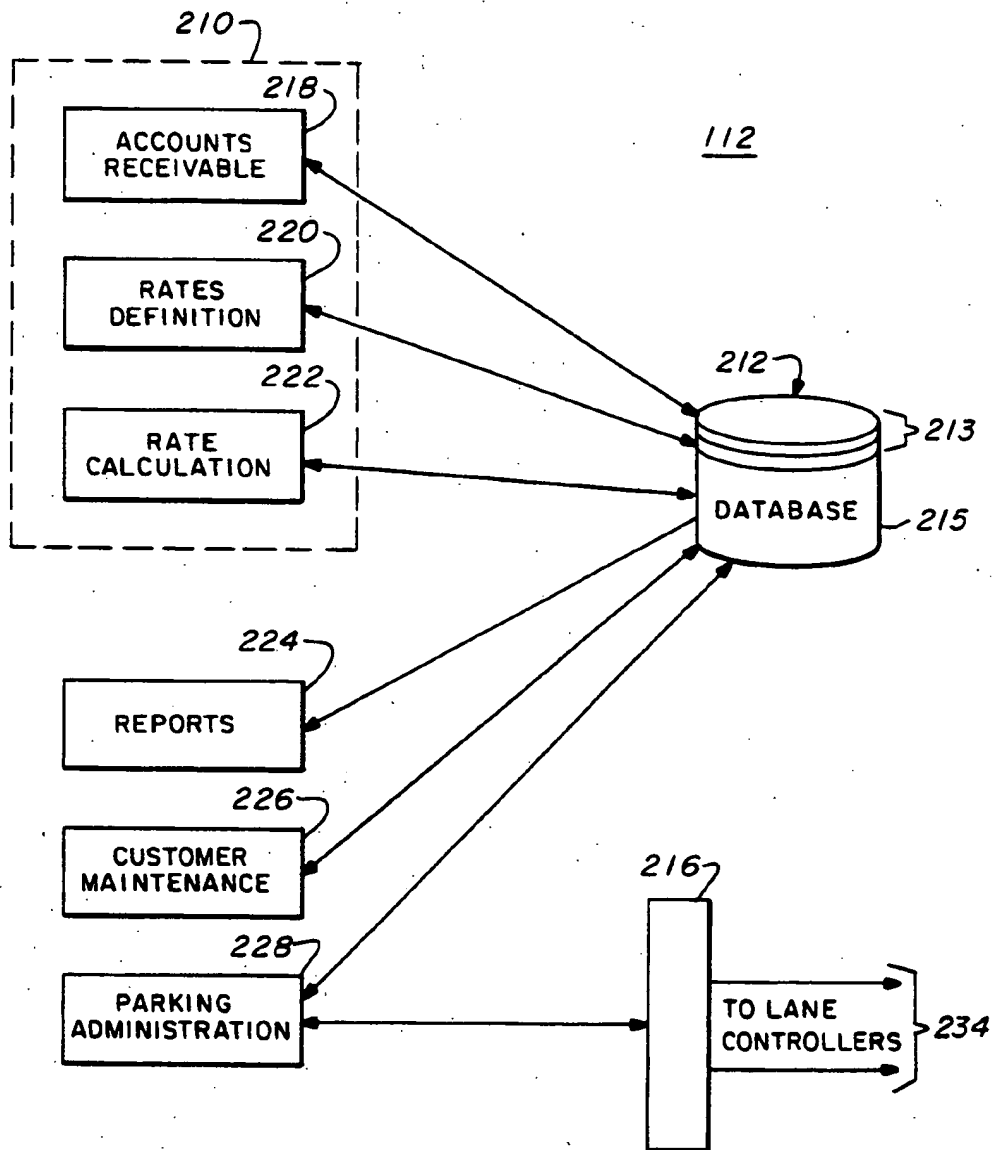 210
218
ACCOUNTS
RECEIVABLE
112
220
RATES
DEFINITION
222
RATE
CALCULATION
212
213
DATABASE
215
224
REPORTS
226
CUSTOMER
MAINTENANCE
216
228
PARKING
ADMINISTRATION
TO LANE
CONTROLLERS
234